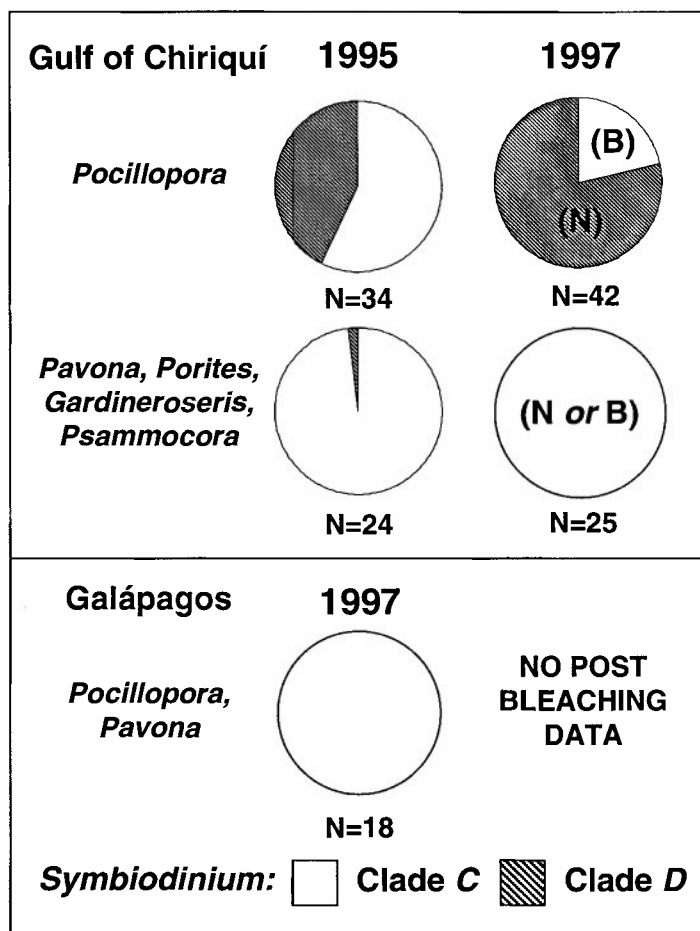 Gulf of Chiriquí 1995 1997
Pocillopora
(B)
(N)
N=34 N=42
Pavona, Porites,
Gardineroseris,
Psammocora
(N or B)
N=24 N=25
Galápagos 1997
Pocillopora,
Pavona
NO POST
BLEACHING
DATA
N=18
Symbiodinium: Clade C Clade D